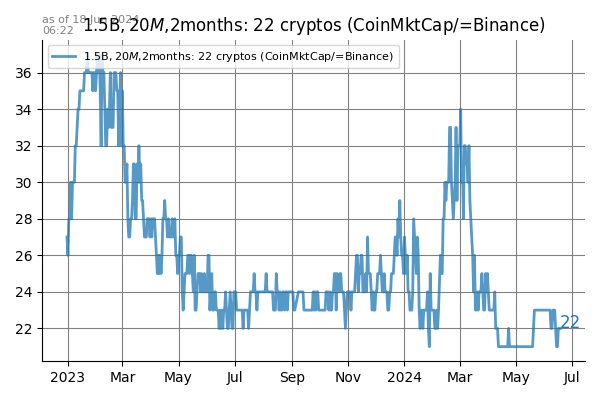 as of 18 Jun 2024
06:22
1.5B, 20M,2months: 22 cryptos (CoinMktCap/=Binance)
1.5B, 20M,2months: 22 cryptos (CoinMktCap/=Binance)
36
34
32
30
28
26
24
22
22
2023
Mar
May
Jul
Sep
Nov
2024
Mar
May
Jul